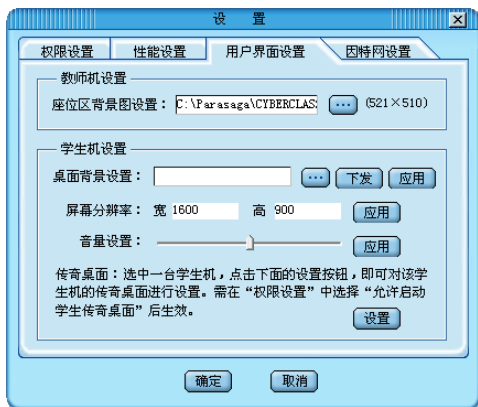 设 置
权限设置 性能设置 用户界面设置 因特网设置
教师机设置
座位区背景图设置： C:\Parasaga\CYBERCLAS ... (521×510)
学生机设置
桌面背景设置： ... 下发 应用
屏幕分辨率： 宽 1600 高 900 应用
音量设置： 应用
传奇桌面：选中一台学生机，点击下面的设置按钮，即可对该学
生机的传奇桌面进行设置。需在“权限设置”中选择“允许启动
学生传奇桌面”后生效。
设置
确定 取消